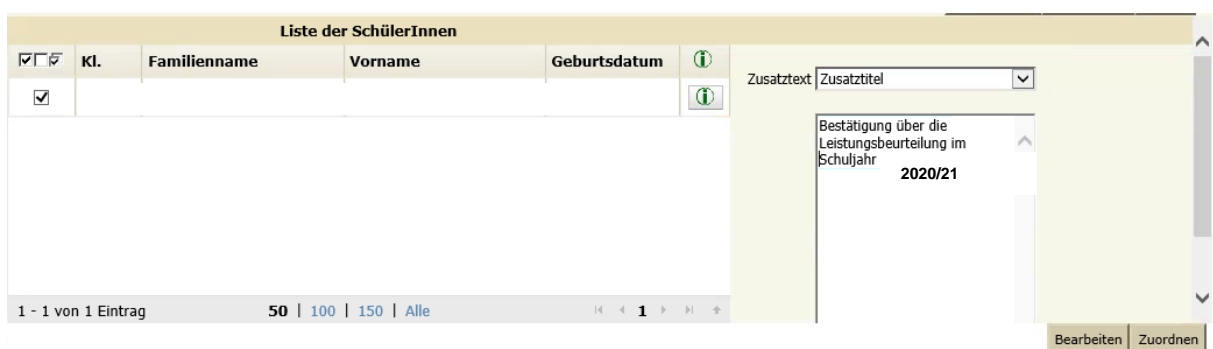 Liste der SchülerInnen
Kl. Familienname Vorname Geburtsdatum
Zusatztext Zusatztitel
Bestätigung über die
Leistungsbeurteilung im
Schuljahr
2020/21
1 - 1 von 1 Eintrag 50 | 100 | 150 | Alle 1
Bearbeiten Zuordnen